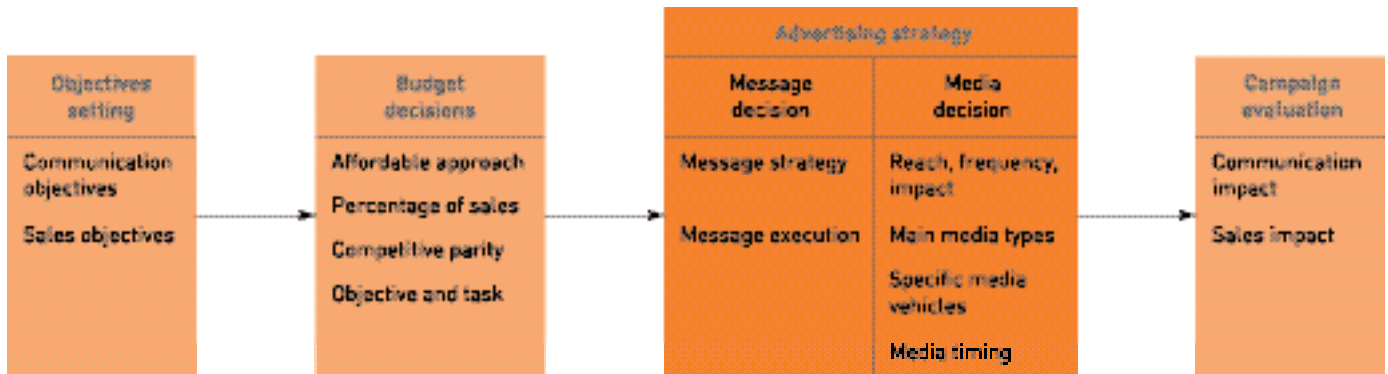 Advertising strategy
Objectives
setting
Communication
objectives
Sales objectives
Budget
decisions
Affordable approach
Percentage of sales
Competitive parity
Objective and task
Message
decision
Message strategy
Message execution
Media
decision
Reach, frequency,
impact
Main media types
Specific media
vehicles
Media timing
Campaign
evaluation
Communication
impact
Sales impact